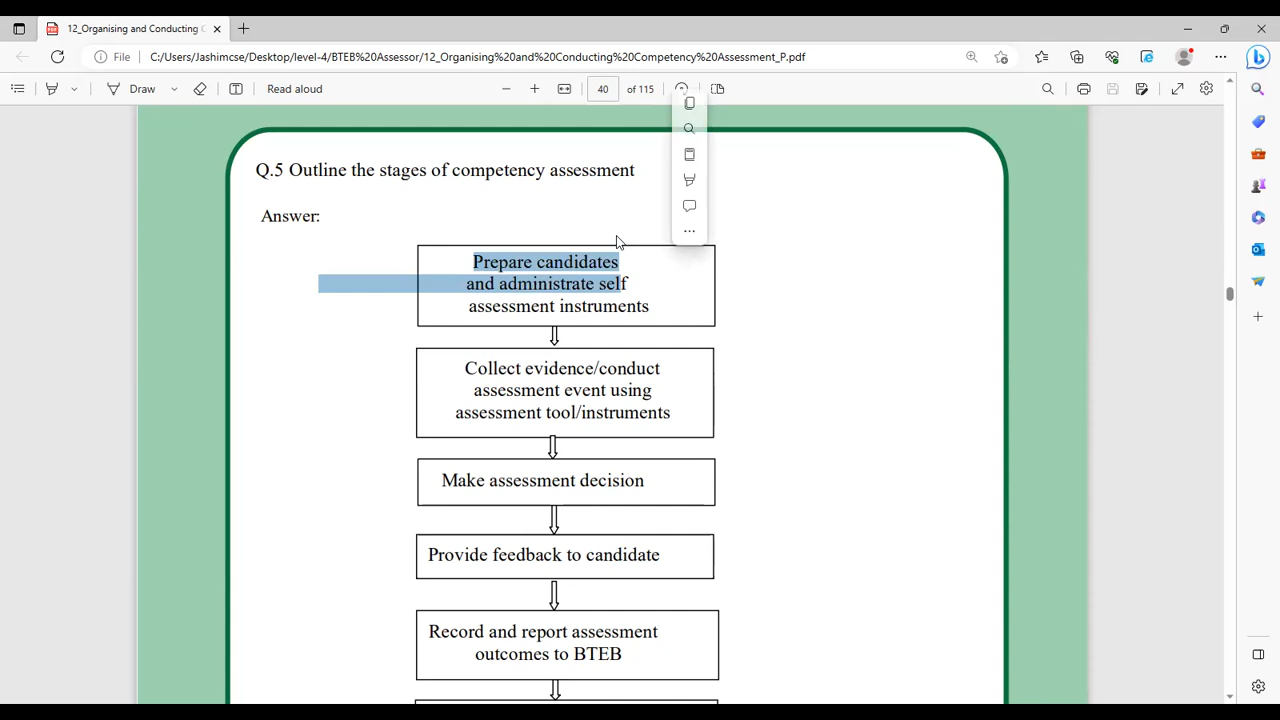 12_Organising and Conducting C
File
C:/Users/Jashimcse/Desktop/level-4/BTEB%20Assessor/12_Organising%20and%20Conducting%20Competency%20Assessment_P.pdf
Draw
Read aloud
40
of 115
Q.5 Outline the stages of competency assessment
Answer:
Prepare candidates
and administrate self
assessment instruments
Collect evidence/conduct
assessment event using
assessment tool/instruments
Make assessment decision
Provide feedback to candidate
Record and report assessment
outcomes to BTEB